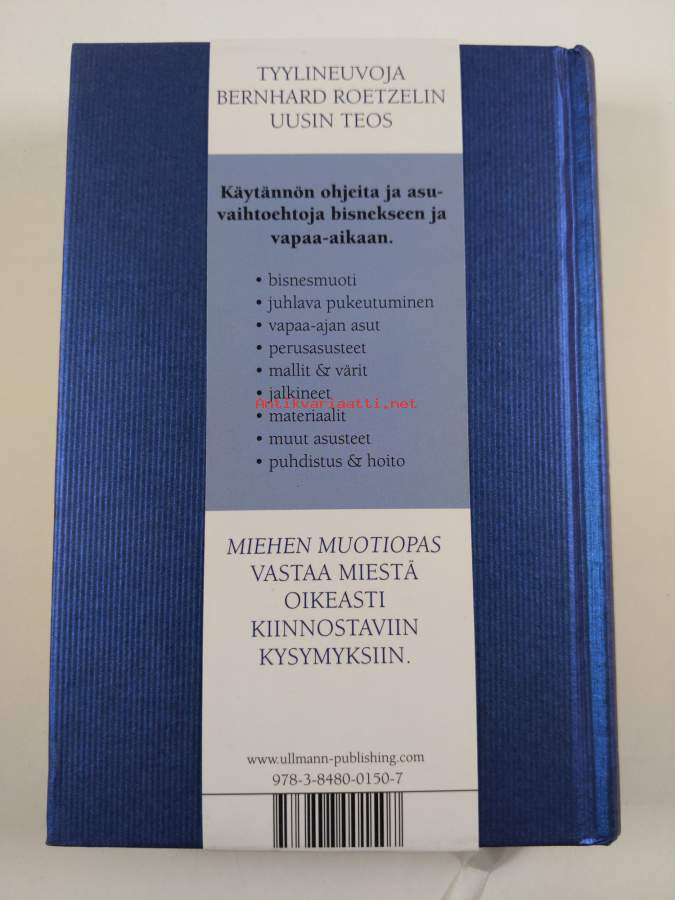 TYYLINEUVOJA
BERNHARD ROETZELIN
UUSIN TEOS
Käytännön ohjeita ja asu-
vaihtoehtoja bisnekseen ja
vapaa-aikaan.
• bisnesmuoti
• juhlava pukeutuminen
• vapaa-ajan asut
• perusasusteet
• mallit & värit
• jalkineet
Antikvariaatti.net
• materiaalit
• muut asusteet
• puhdistus & hoito
MIEHEN MUOTIOPAS
VASTAA MIESTÄ
OIKEASTI
KIINNOSTAVIIN
KYSYMYKSIIN.
www.ullmann-publishing.com
978-3-8480-0150-7